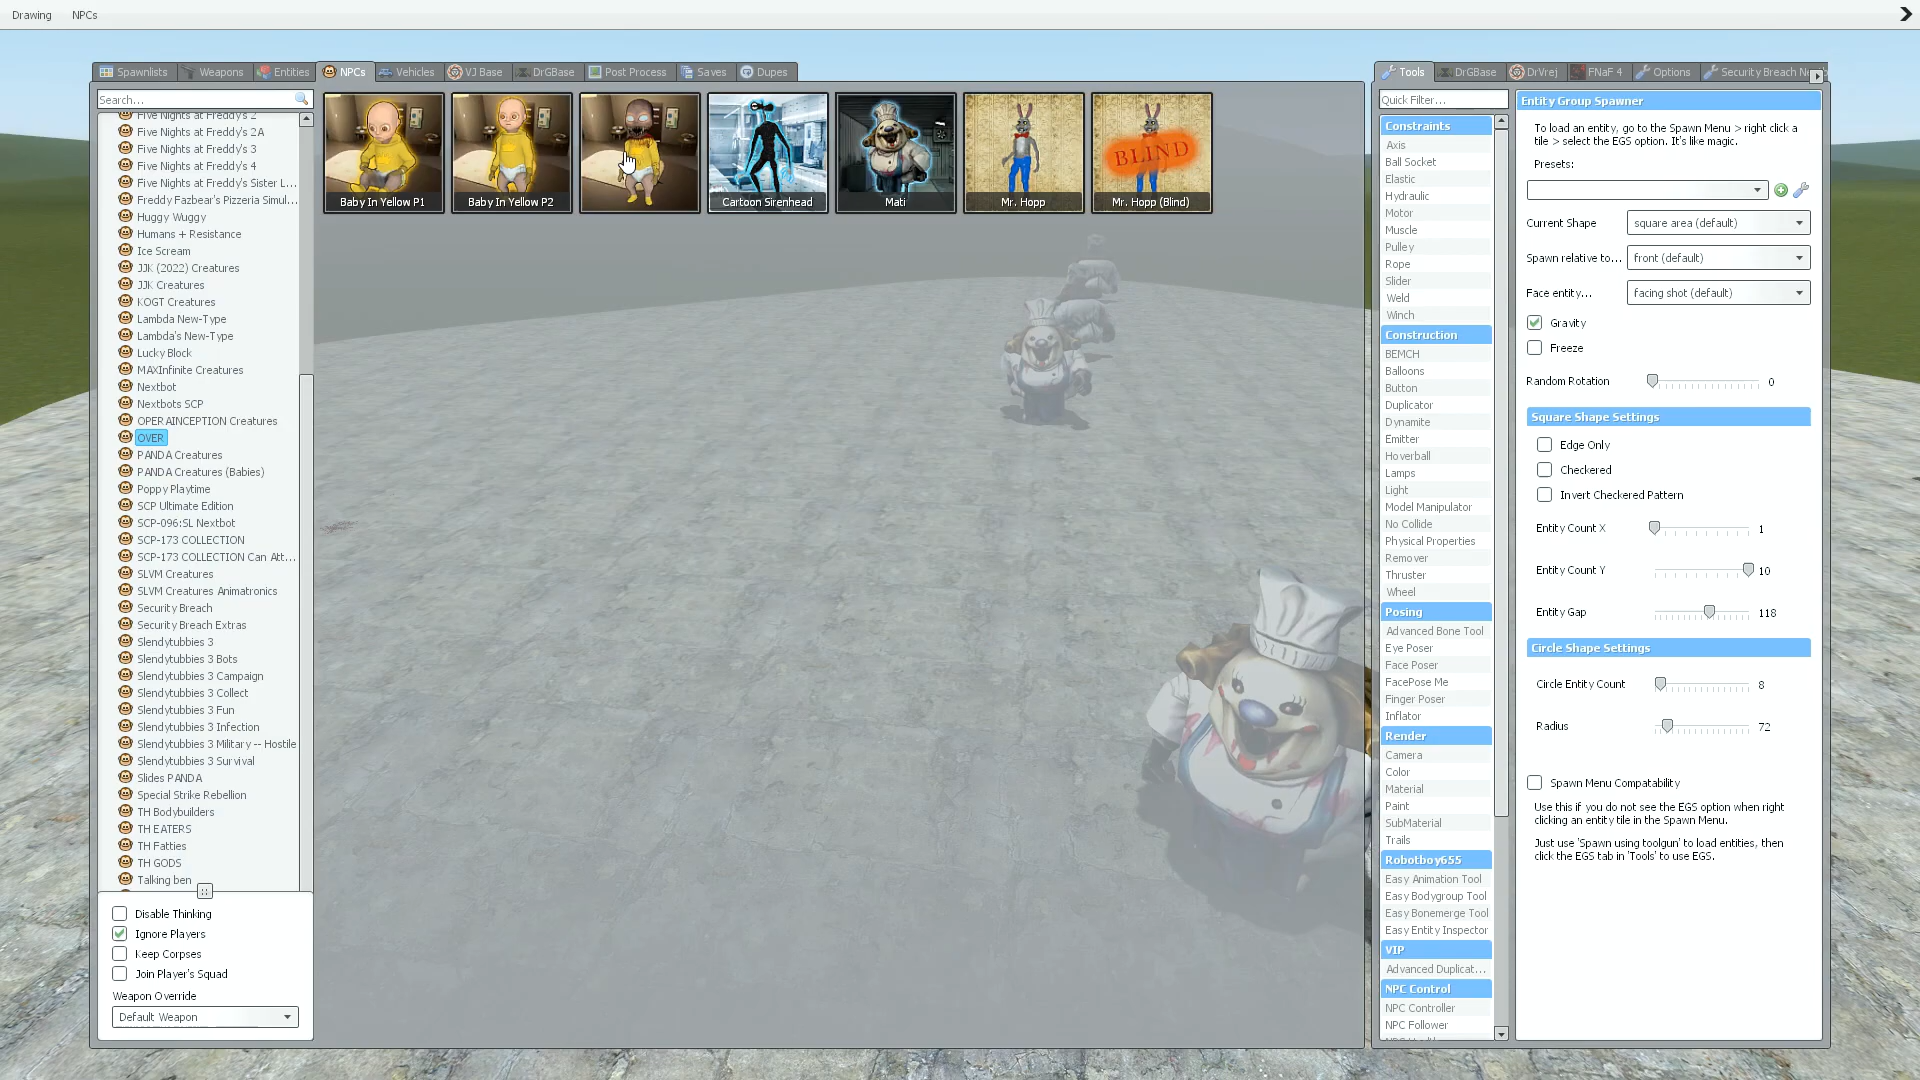 Drawing NPCs
Spawnlists Weapons Entities NPCs Vehicles VJ Base DrGBase Post Process Saves Dupes
Search...
Five Nights at Freddy's 2
Five Nights at Freddy's 2A
Five Nights at Freddy's 3
Five Nights at Freddy's 4
Five Nights at Freddy's Sister L...
Freddy Fazbear's Pizzeria Simul...
Huggy Wuggy
Humans + Resistance
Ice Scream
JJK (2022) Creatures
JJK Creatures
KOGT Creatures
Lambda New-Type
Lambda's New-Type
Lucky Block
MAXInfinite Creatures
Nextbot
Nextbots SCP
OPERAINCEPTION Creatures
OVER
PANDA Creatures
PANDA Creatures (Babies)
Poppy Playtime
SCP Ultimate Edition
SCP-096:SL Nextbot
SCP-173 COLLECTION
SCP-173 COLLECTION Can Att...
SLVM Creatures
SLVM Creatures Animatronics
Security Breach
Security Breach Extras
Slendytubbies 3
Slendytubbies 3 Bots
Slendytubbies 3 Campaign
Slendytubbies 3 Collect
Slendytubbies 3 Fun
Slendytubbies 3 Infection
Slendytubbies 3 Military -- Hostile
Slendytubbies 3 Survival
Slides PANDA
Special Strike Rebellion
TH Bodybuilders
TH EATERS
TH Fatties
TH GODS
Talking ben
Disable Thinking
Ignore Players
Keep Corpses
Join Player's Squad
Weapon Override
Default Weapon
BLIND
Baby In Yellow P1 Baby In Yellow P2 Cartoon Sirenhead Mati Mr. Hopp Mr. Hopp (Blind)
Tools DrGBase DrVrej FNaF 4 Options Security Breach
Quick Filter...
Constraints
Axis
Ball Socket
Elastic
Hydraulic
Motor
Muscle
Pulley
Rope
Slider
Weld
Winch
Construction
BEMCH
Balloons
Button
Duplicator
Dynamite
Emitter
Hoverball
Lamps
Light
Model Manipulator
No Collide
Physical Properties
Remover
Thruster
Wheel
Posing
Advanced Bone Tool
Eye Poser
Face Poser
FacePose Me
Finger Poser
Inflator
Render
Camera
Color
Material
Paint
SubMaterial
Trails
Robotboy655
Easy Animation Tool
Easy Bodygroup Tool
Easy Bonemerge Tool
Easy Entity Inspector
VIP
Advanced Duplicat...
NPC Control
NPC Controller
NPC Follower
Entity Group Spawner
To load an entity, go to the Spawn Menu > right click a
tile > select the EGS option. It's like magic.
Presets:
Current Shape square area (default)
Spawn relative to... front (default)
Face entity... facing shot (default)
Gravity
Freeze
Random Rotation 0
Square Shape Settings
Edge Only
Checkered
Invert Checkered Pattern
Entity Count X 1
Entity Count Y 10
Entity Gap 118
Circle Shape Settings
Circle Entity Count 8
Radius 72
Spawn Menu Compatability
Use this if you do not see the EGS option when right
clicking an entity tile in the Spawn Menu.
Just use 'Spawn using toolgun' to load entities, then
click the EGS tab in 'Tools' to use EGS.